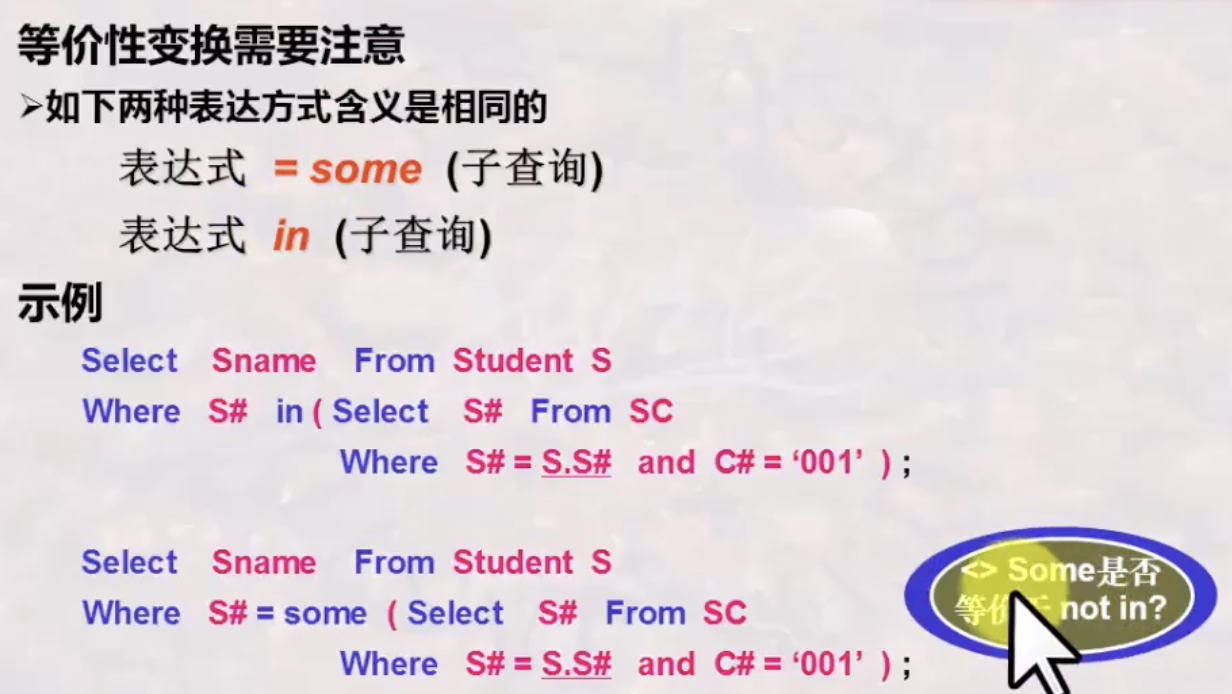 等价性变换需要注意
➢如下两种表达方式含义是相同的
表达式 = some (子查询)
表达式 in (子查询)
示例
Select Sname From Student S
Where S# in ( Select S# From SC
Where S# = S.S# and C# = ‘001’ ) ;
Select Sname From Student S
Where S# = some ( Select S# From SC
Where S# = S.S# and C# = ‘001’ ) ;
<> Some是否
等价于 not in?